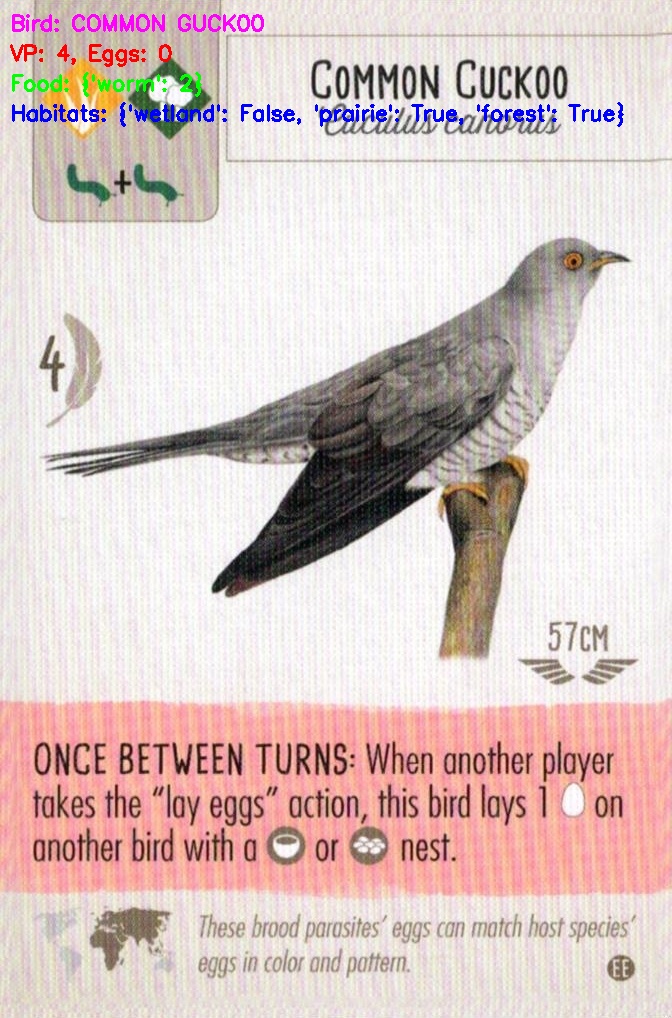 Bird: COMMON GUCKOO
VP: 4, Eggs: 0
Food: {'worm': 2}
Habitats: {'wetland': False, 'prairie': True, 'forest': True}
COMMON CUCKOO
Cuculus canorus
+
4
57CM
ONCE BETWEEN TURNS: When another player
takes the “lay eggs” action, this bird lays 1 on
another bird with a or nest.
These brood parasites’ eggs can match host species’
eggs in color and pattern.
EE